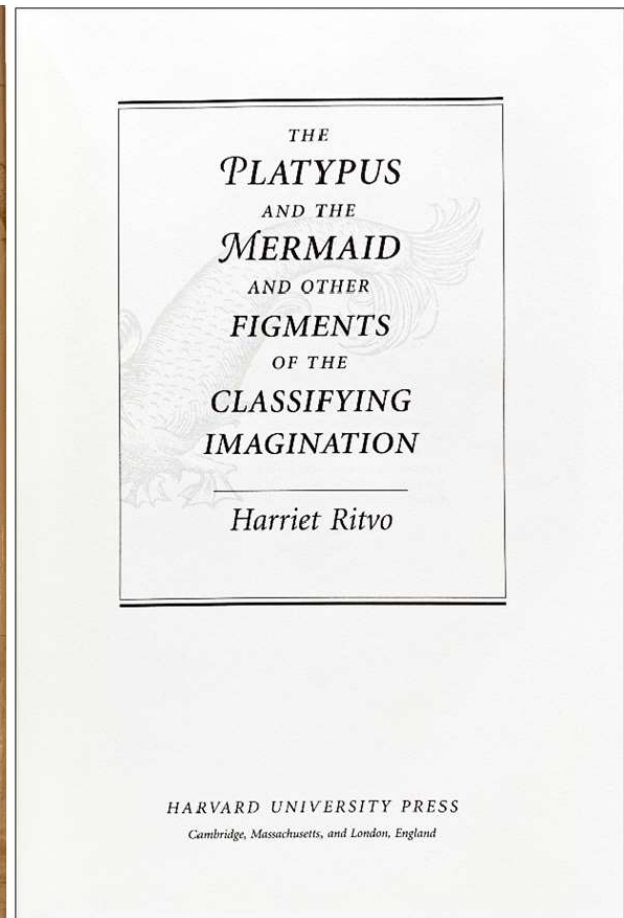 THE
PLATYPUS
AND THE
MERMAID
AND OTHER
FIGMENTS
OF THE
CLASSIFYING
IMAGINATION
Harriet Ritvo
HARVARD UNIVERSITY PRESS
Cambridge, Massachusetts, and London, England